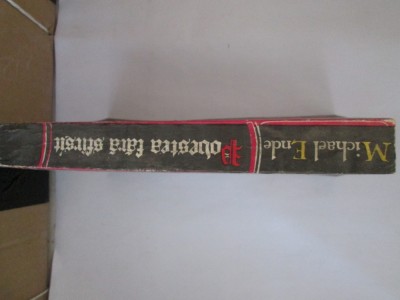 Michael Ende
Povestea fără sfîrşit